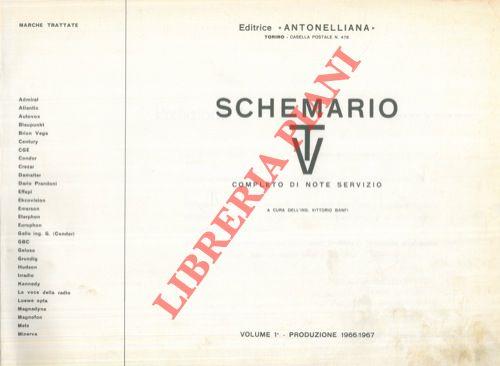 MARCHE TRATTATE
Admiral
Atlantic
Autovox
Blaupunkt
Brion Vega
Century
CGE
Condor
Crezar
Damaiter
Dario Prandoni
Effepi
Ekcovision
Emerson
Eterphon
Europhon
Gallo ing. G. (Condor)
GBC
Geloso
Grundig
Hudson
Irradio
Kennedy
La voce della radio
Loewe opta
Magnadyne
Magnafon
Metz
Minerva
Editrice «ANTONELLIANA»
TORINO - CASELLA POSTALE N. 478
SCHEMARIO
TV
COMPLETO DI NOTE SERVIZIO
A CURA DELL'ING. VITTORIO BANFI
VOLUME 1° - PRODUZIONE 1966-1967
LIBRERIA PIANI